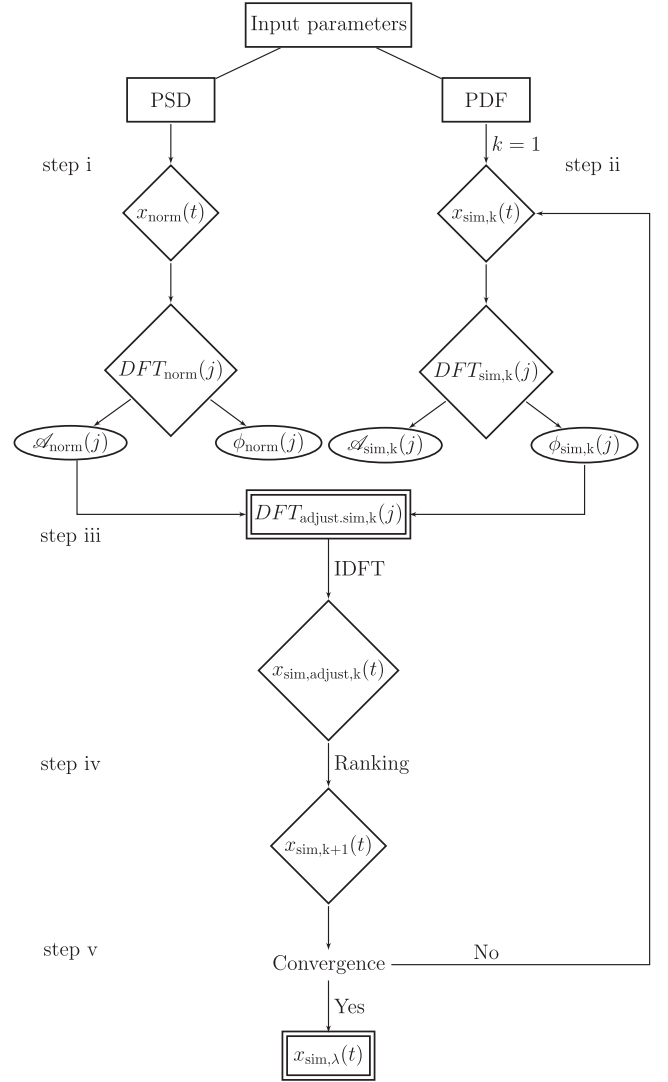 Input parameters
PSD
PDF
k = 1
step i
step ii
x_norm(t)
x_sim,k(t)
DFT_norm(j)
DFT_sim,k(j)
𝒜_norm(j)
ϕ_norm(j)
𝒜_sim,k(j)
ϕ_sim,k(j)
DFT_adjust.sim,k(j)
step iii
IDFT
x_sim,adjust,k(t)
step iv
Ranking
x_sim,k+1(t)
step v
No
Convergence
Yes
x_sim,λ(t)